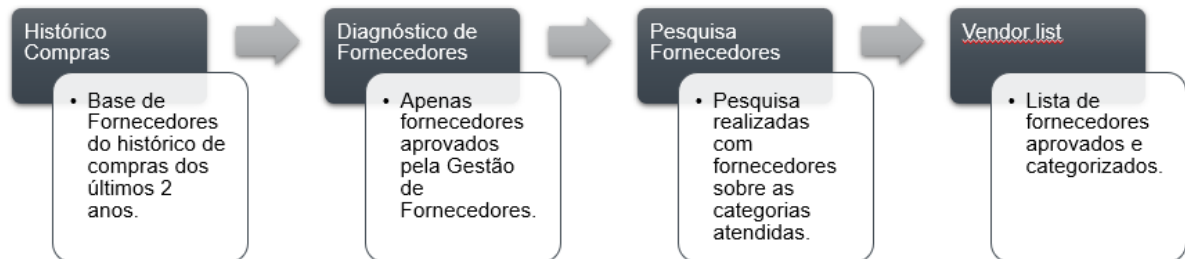 Histórico
Compras
• Base de
Fornecedores
do histórico de
compras dos
últimos 2
anos.
Diagnóstico de
Fornecedores
• Apenas
fornecedores
aprovados
pela Gestão
de
Fornecedores.
Pesquisa
Fornecedores
• Pesquisa
realizadas
com
fornecedores
sobre as
categorias
atendidas.
Vendor list
• Lista de
fornecedores
aprovados e
categorizados.